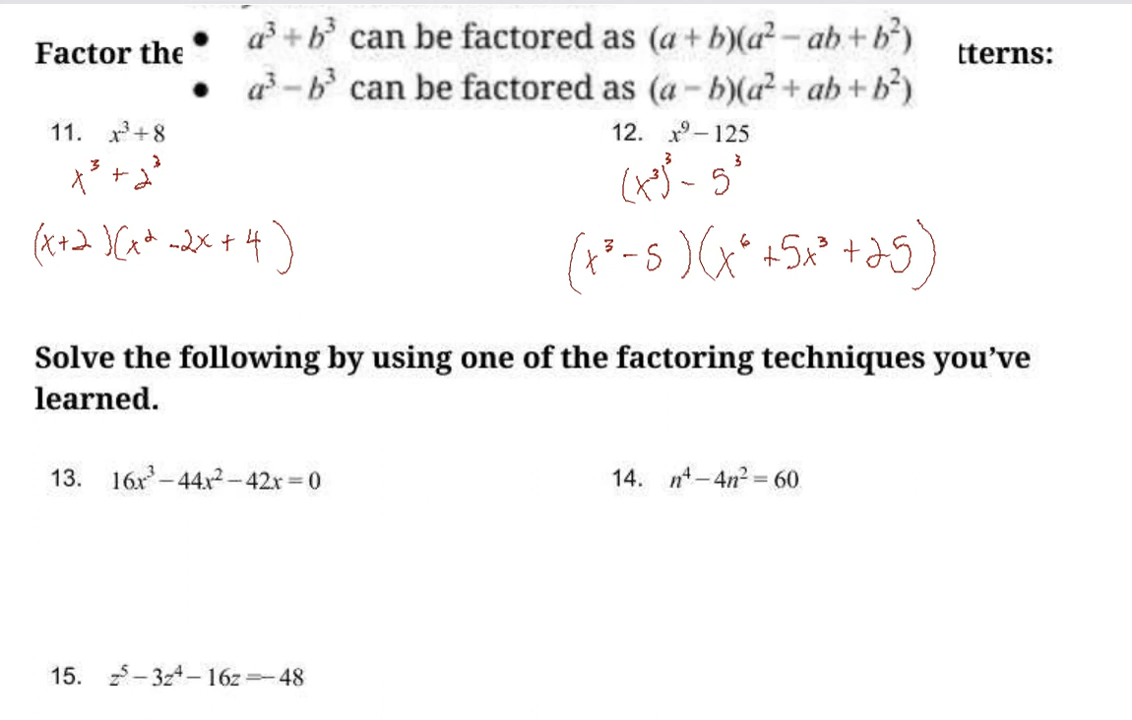 Factor the • a³ + b³ can be factored as (a + b)(a² – ab + b²) tterns:
• a³ – b³ can be factored as (a – b)(a² + ab + b²)
11. x³ + 8 12. x⁹ – 125
x³ + 2³ (x³)³ - 5³
(x+2)(x² -2x + 4) (x³ - 5)(x⁶ + 5x³ + 25)
Solve the following by using one of the factoring techniques you’ve
learned.
13. 16x³ – 44x² – 42x = 0 14. n⁴ – 4n² = 60
15. z⁵ – 3z⁴ – 16z = – 48